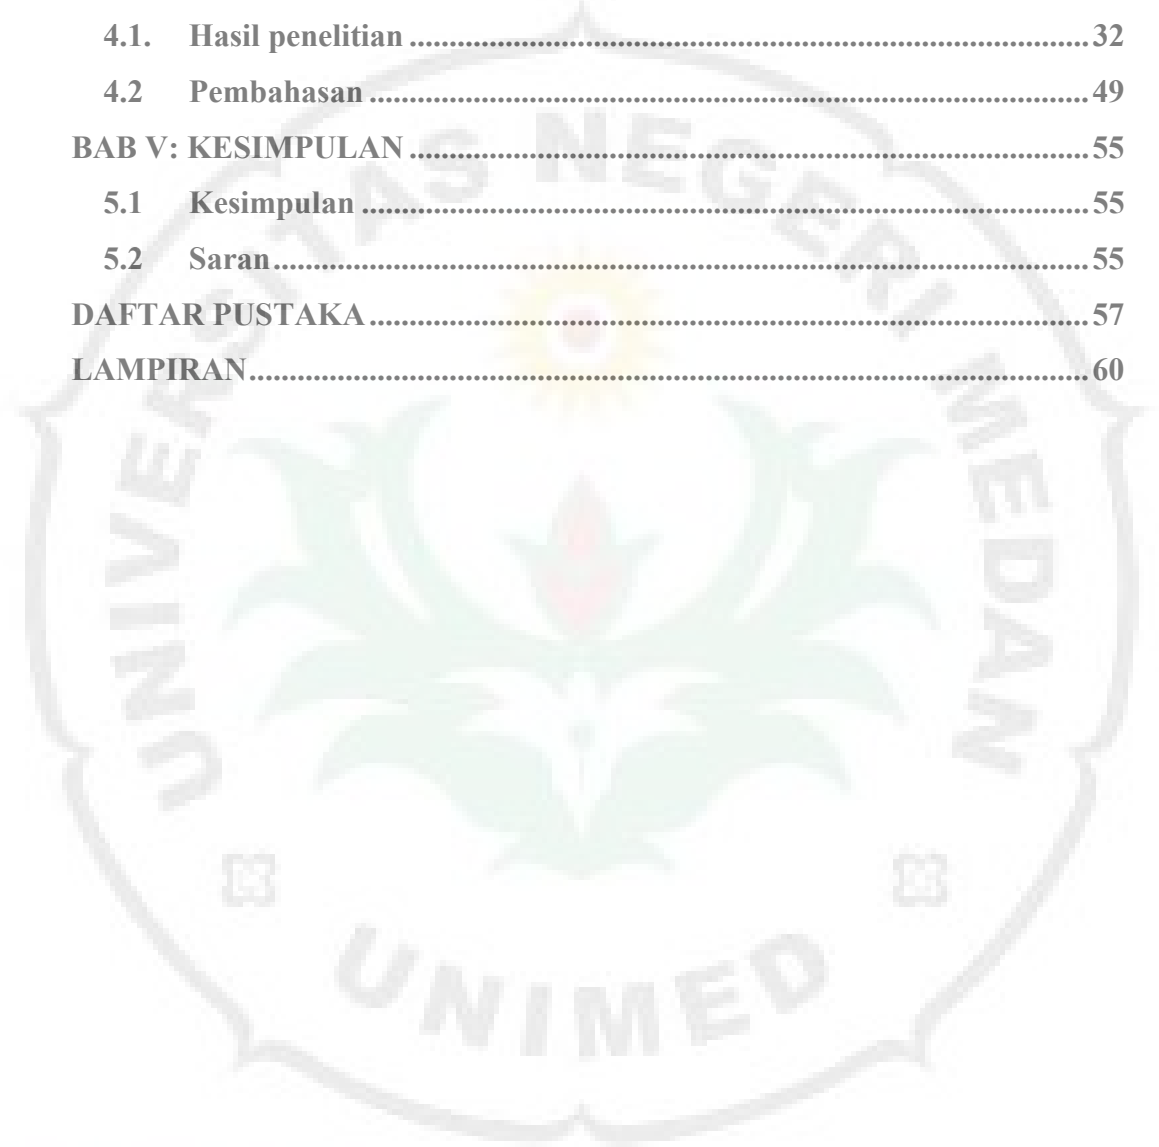 4.1. Hasil penelitian ..................................................................................... 32
4.2 Pembahasan .......................................................................................... 49
BAB V: KESIMPULAN ..................................................................................... 55
5.1 Kesimpulan ........................................................................................... 55
5.2 Saran ...................................................................................................... 55
DAFTAR PUSTAKA .......................................................................................... 57
LAMPIRAN ......................................................................................................... 60
UNIVERSITAS NEGERI MEDAN
UNIMED